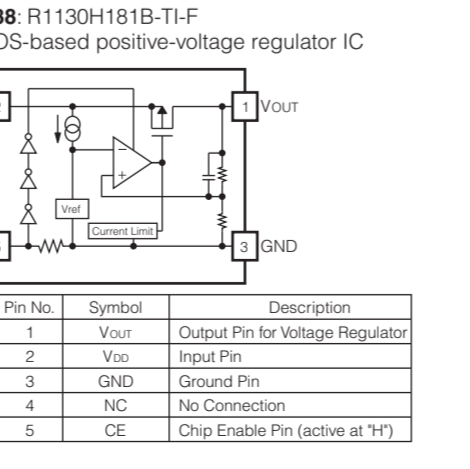 38: R1130H181B-TI-F
OS-based positive-voltage regulator IC
1 VOUT
−
+
Vref
Current Limit
3 GND
Pin No. Symbol Description
1 VOUT Output Pin for Voltage Regulator
2 VDD Input Pin
3 GND Ground Pin
4 NC No Connection
5 CE Chip Enable Pin (active at "H")